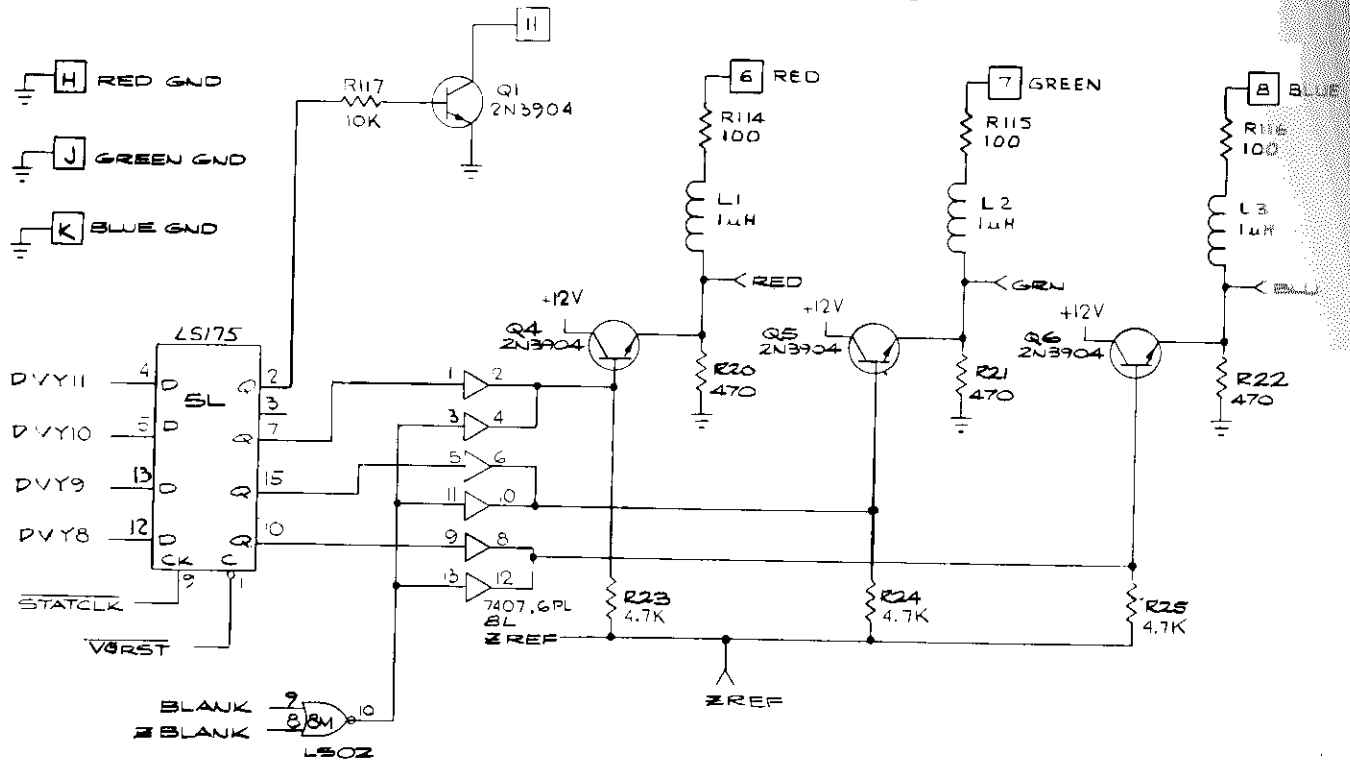 11
H RED GND
J GREEN GND
K BLUE GND
R117
10K
Q1
2N3904
6 RED
R114
100
L1
1uH
RED
7 GREEN
R115
100
L2
1uH
GRN
8 BLUE
R116
100
L3
1uH
BLU
+12V
Q4
2N3904
R20
470
+12V
Q5
2N3904
R21
470
+12V
Q6
2N3904
R22
470
LS175
5L
DVY11 4 D Q 2
3
DVY10 5 D Q 7
DVY9 13 D Q 15
DVY8 12 D Q 10
CK C
9 1
STATCLK
VGRST
1 2
3 4
5 6
11 10
9 8
13 12
7407, 6PL
8L
ZREF
R23
4.7K
R24
4.7K
R25
4.7K
ZREF
BLANK 9
ZBLANK 8 8M 10
LS02